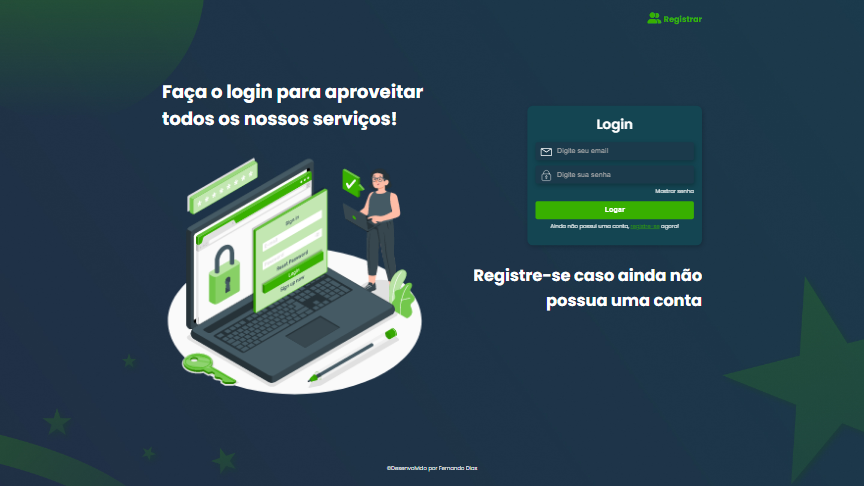 Registrar
Faça o login para aproveitar
todos os nossos serviços!
Login
Digite seu email
Digite sua senha
Mostrar senha
Logar
Ainda não possui uma conta, registre-se agora!
Sign in
Reset Password
Login
Sign up now
Registre-se caso ainda não
possua uma conta
©Desenvolvido por Fernando Dias